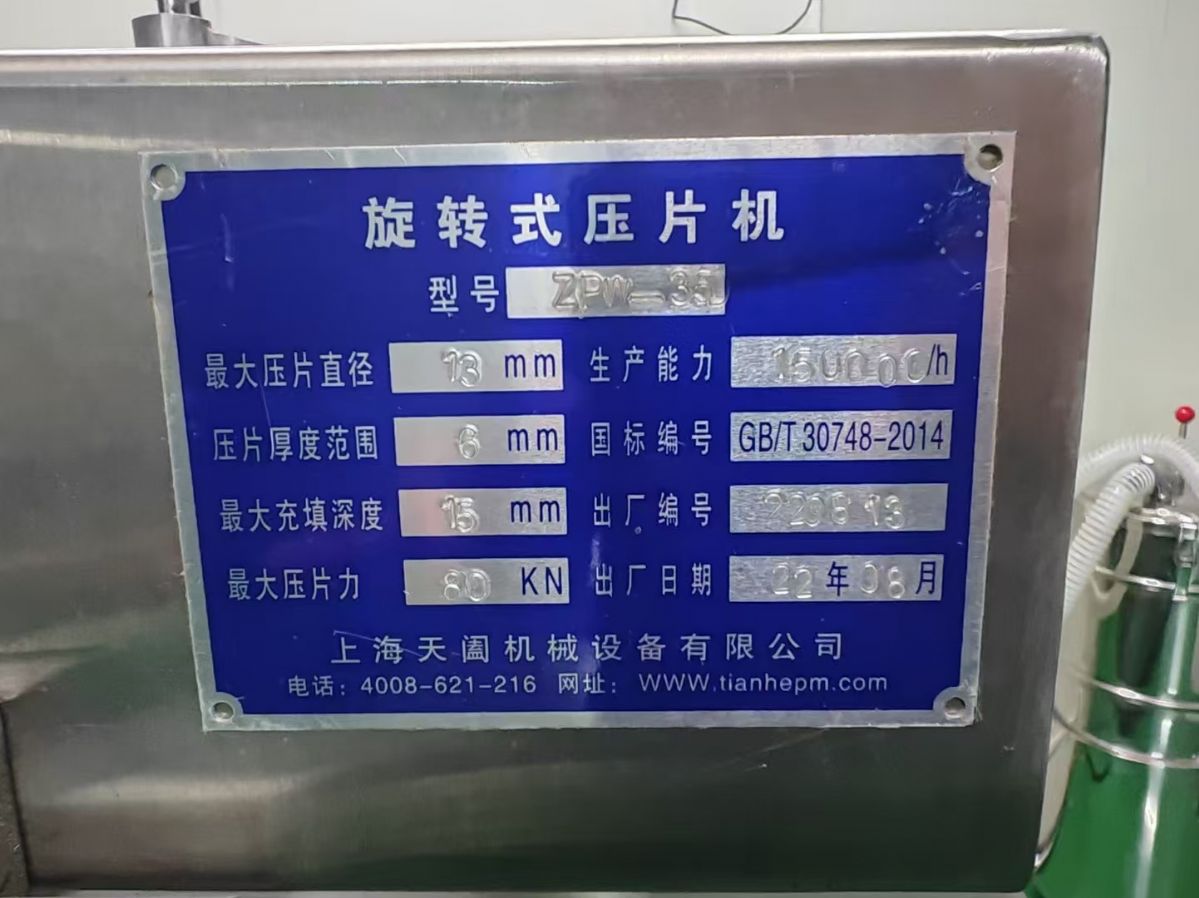 旋转式压片机
型号 ZPW-35D
最大压片直径 13 mm 生产能力 150000/h
压片厚度范围 6 mm 国标编号 GB/T30748-2014
最大充填深度 15 mm 出厂编号 220813
最大压片力 80 KN 出厂日期 22年08月
上海天阖机械设备有限公司
电话：4008-621-216 网址：WWW.tianhepm.com